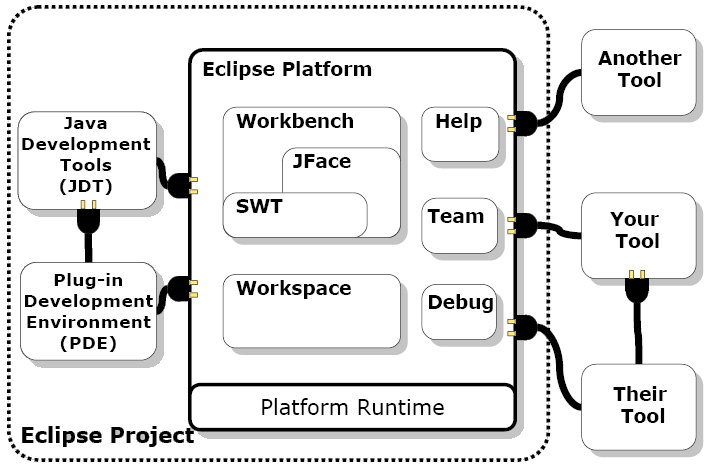 Eclipse Platform
Another
Tool
Java
Development
Tools
(JDT)
Workbench
JFace
SWT
Help
Team
Your
Tool
Plug-in
Development
Environment
(PDE)
Workspace
Debug
Their
Tool
Platform Runtime
Eclipse Project